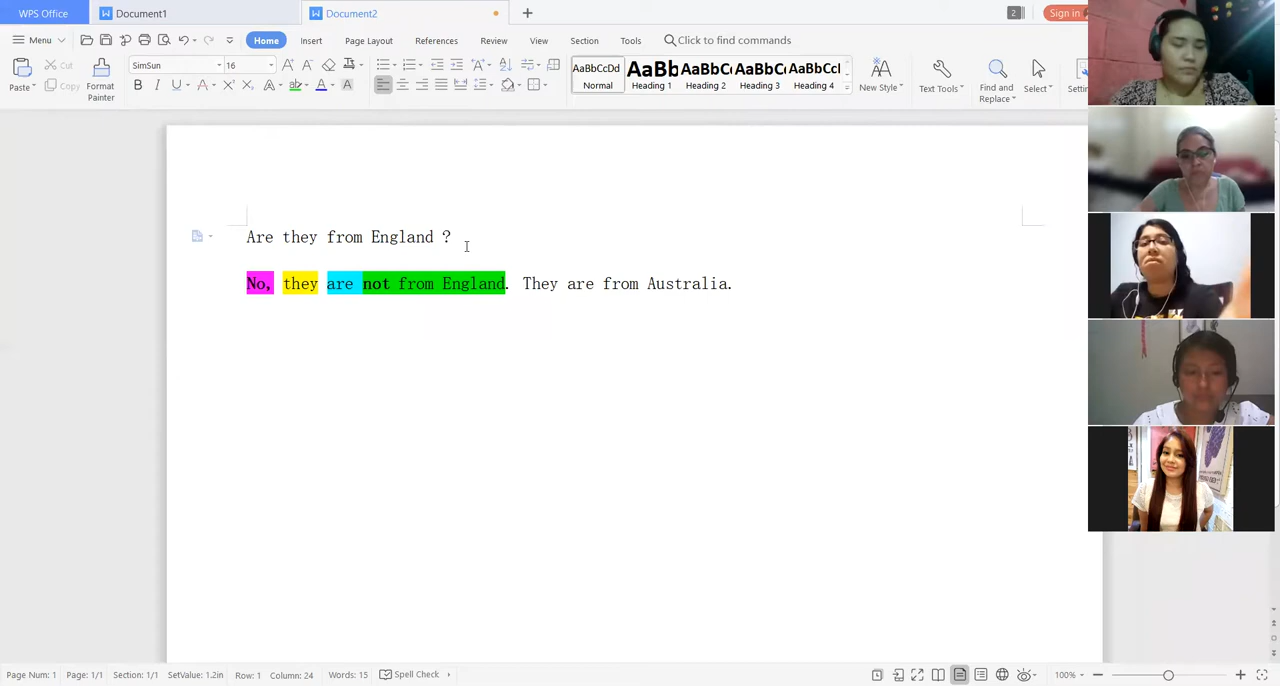 WPS Office Document1 Document2 2 Sign in
Menu Home Insert Page Layout References Review View Section Tools Click to find commands
Paste Cut Copy Format Painter SimSun 16 AaBbCcDd Normal AaBb Heading 1 AaBbC Heading 2 AaBbC Heading 3 AaBbCcI Heading 4 New Style Text Tools Find and Replace Select
Are they from England ?
No, they are not from England. They are from Australia.
Page Num: 1 Page: 1/1 Section: 1/1 SetValue: 1.2in Row: 1 Column: 24 Words: 15 Spell Check 100%